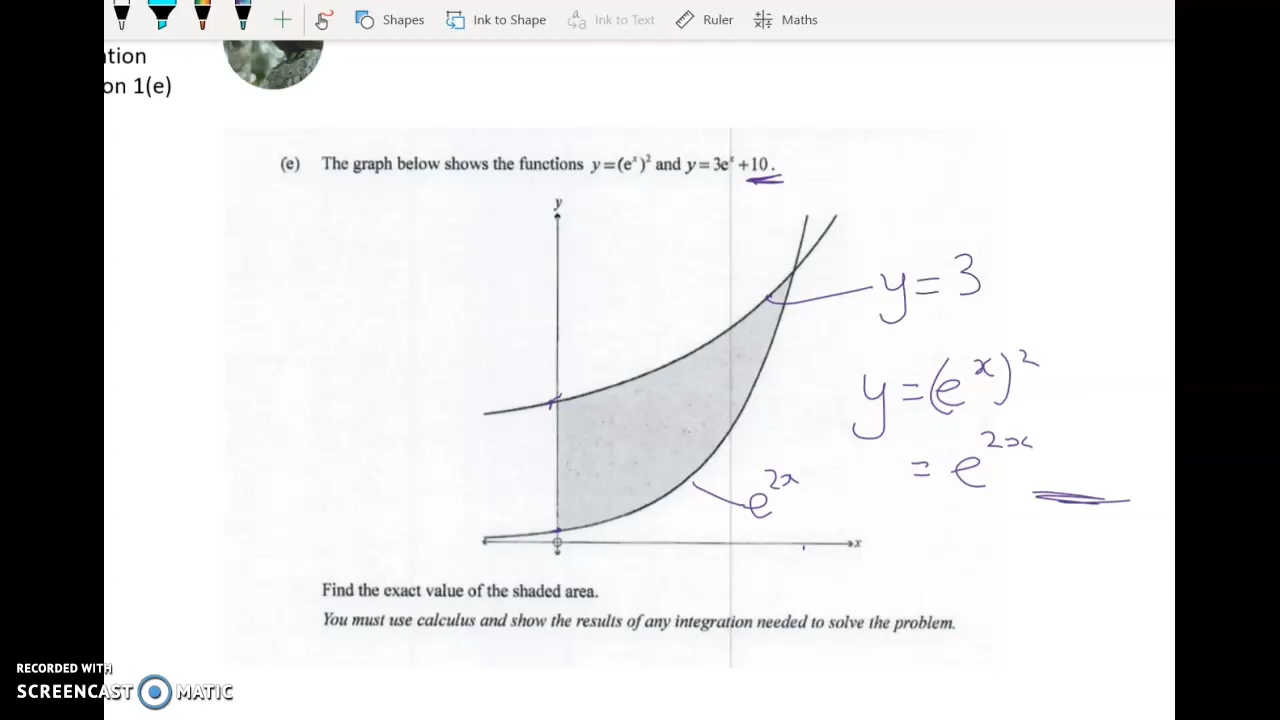 Shapes
Ink to Shape
Ink to Text
Ruler
Maths
tion
on 1(e)
(e) The graph below shows the functions y=(eˣ)² and y=3eˣ+10.
y
y=3
y=(eˣ)²
=e²ˣ
e²ˣ
x
Find the exact value of the shaded area.
You must use calculus and show the results of any integration needed to solve the problem.
RECORDED WITH
SCREENCAST MATIC